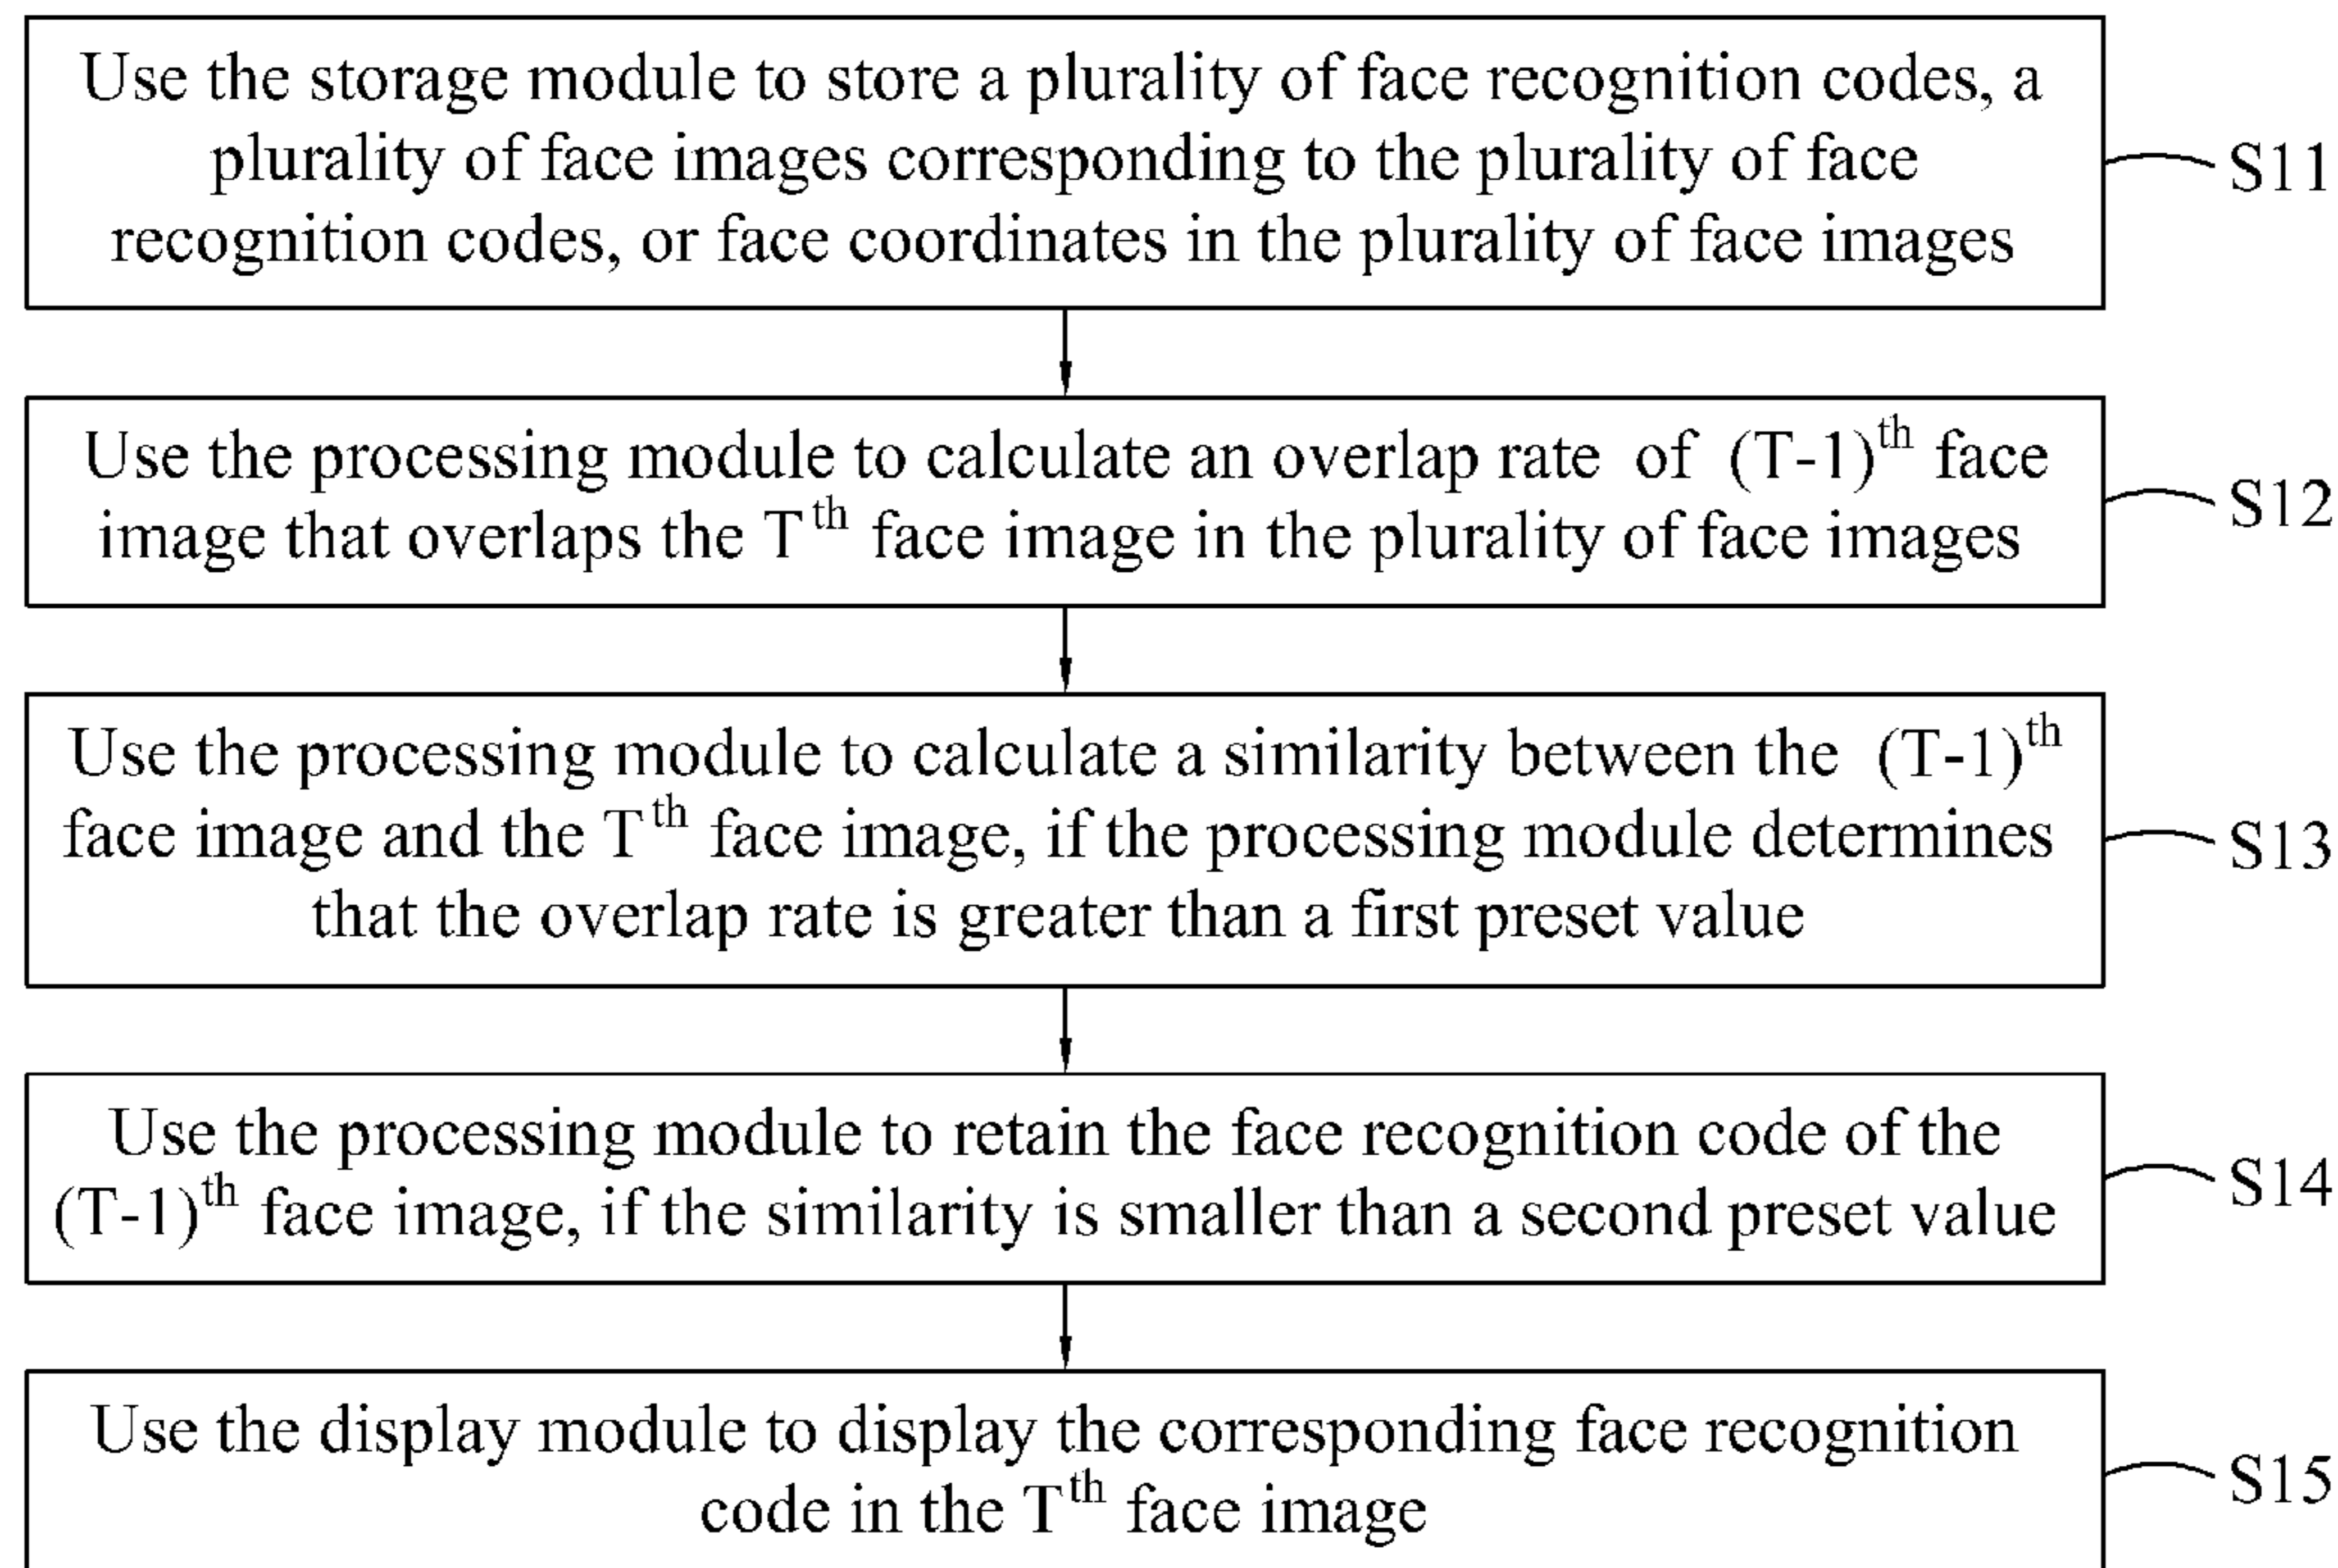 Use the storage module to store a plurality of face recognition codes, a
plurality of face images corresponding to the plurality of face
recognition codes, or face coordinates in the plurality of face images
S11
Use the processing module to calculate an overlap rate of (T-1)th face
image that overlaps the Tth face image in the plurality of face images
S12
Use the processing module to calculate a similarity between the (T-1)th
face image and the Tth face image, if the processing module determines
that the overlap rate is greater than a first preset value
S13
Use the processing module to retain the face recognition code of the
(T-1)th face image, if the similarity is smaller than a second preset value
S14
Use the display module to display the corresponding face recognition
code in the Tth face image
S15